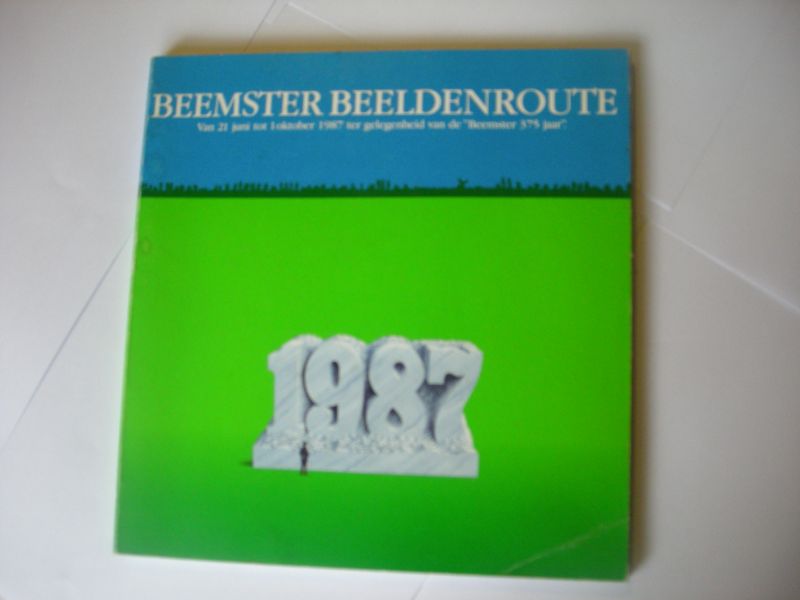 BEEMSTER BEELDENROUTE
Van 21 juni tot 1 oktober 1987 ter gelegenheid van de "Beemster 375 jaar".
1987